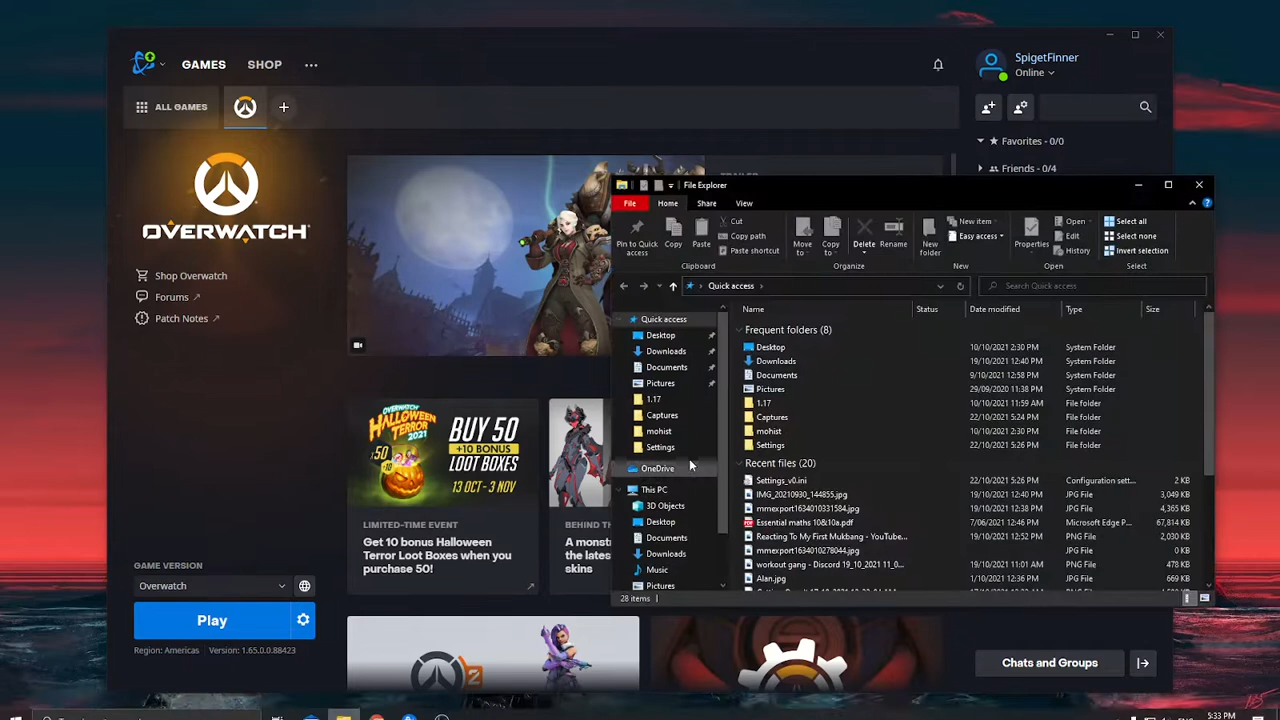 GAMES
SHOP
SpigetFinner
Online
ALL GAMES
Favorites - 0/0
Friends - 0/4
OVERWATCH
Shop Overwatch
Forums
Patch Notes
File Explorer
File
Home
Share
View
Pin to Quick
access
Copy
Paste
Cut
Copy path
Paste shortcut
Move
to
Copy
to
Delete
Rename
New
folder
New item
Easy access
Properties
Open
Edit
History
Select all
Select none
Invert selection
Clipboard
Organize
New
Open
Select
Quick access
Search Quick access
Quick access
Desktop
Downloads
Documents
Pictures
1.17
Captures
mohist
Settings
OneDrive
This PC
3D Objects
Desktop
Documents
Downloads
Music
Pictures
Name Status Date modified Type Size
Frequent folders (8)
Desktop 10/10/2021 2:30 PM System Folder
Downloads 19/10/2021 12:40 PM System Folder
Documents 9/10/2021 12:58 PM System Folder
Pictures 29/09/2020 11:38 PM System Folder
1.17 10/10/2021 11:59 AM File folder
Captures 22/10/2021 5:24 PM File folder
mohist 10/10/2021 2:30 PM File folder
Settings 22/10/2021 5:26 PM File folder
Recent files (20)
Settings_v0.ini 22/10/2021 5:26 PM Configuration sett... 2 KB
IMG_20210930_144855.jpg 19/10/2021 12:40 PM JPG File 3,049 KB
mmexport1634010331584.jpg 19/10/2021 12:38 PM JPG File 4,365 KB
Essential maths 10&10a.pdf 7/06/2021 12:46 PM Microsoft Edge P... 67,814 KB
Reacting To My First Mukbang - YouTube... 19/10/2021 12:52 PM PNG File 2,030 KB
mmexport1634010278044.jpg 19/10/2021 12:40 PM JPG File 0 KB
workout gang - Discord 19_10_2021 11_0... 19/10/2021 11:01 AM PNG File 478 KB
Alan.jpg 1/10/2021 12:36 PM JPG File 669 KB
28 items
OVERWATCH
HALLOWEEN
TERROR
2021
x50
+10
BUY 50
+10 BONUS
LOOT BOXES
13 OCT - 3 NOV
LIMITED-TIME EVENT
Get 10 bonus Halloween
Terror Loot Boxes when you
purchase 50!
BEHIND TH
A monst
the latest
skins
GAME VERSION
Overwatch
Play
Region: Americas Version: 1.65.0.0.88423
2
Chats and Groups
5:33 PM